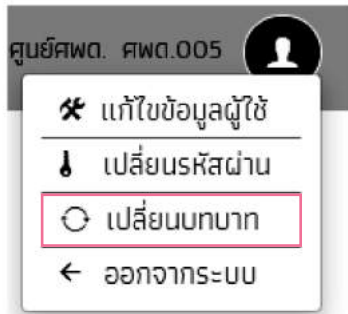 ศูนย์ศพด. ศพด.005
แก้ไขข้อมูลผู้ใช้
เปลี่ยนรหัสผ่าน
เปลี่ยนบทบาท
ออกจากระบบ